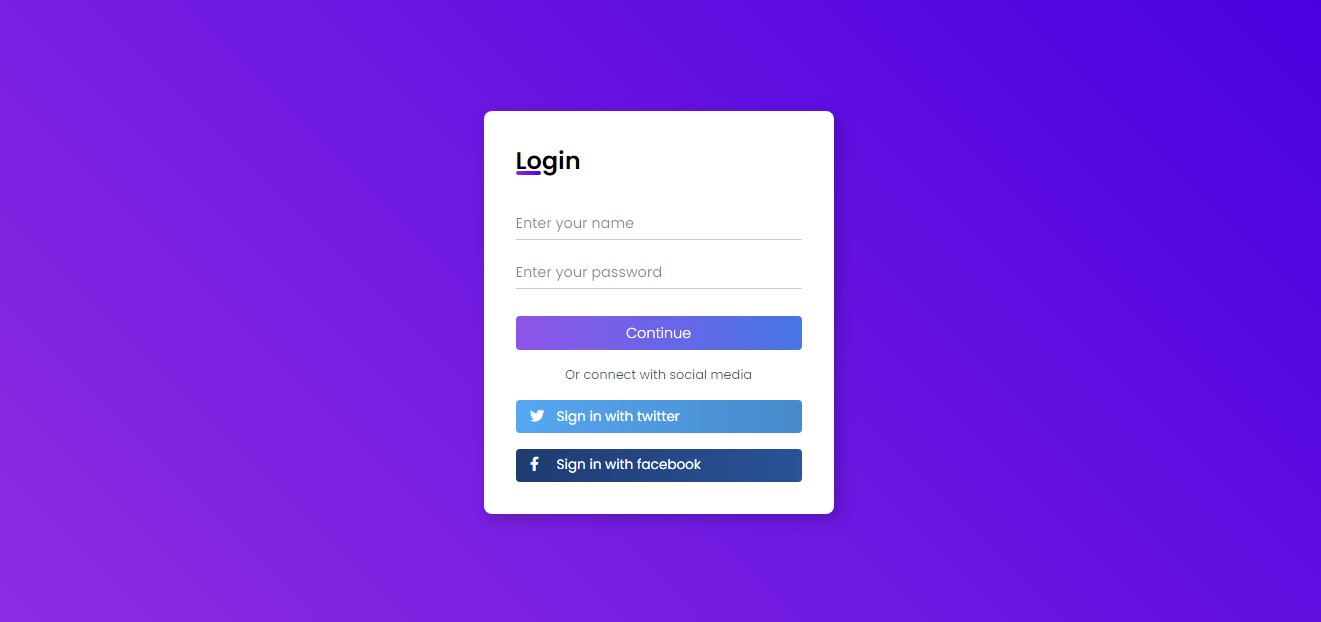 Login
Enter your name
Enter your password
Continue
Or connect with social media
Sign in with twitter
Sign in with facebook